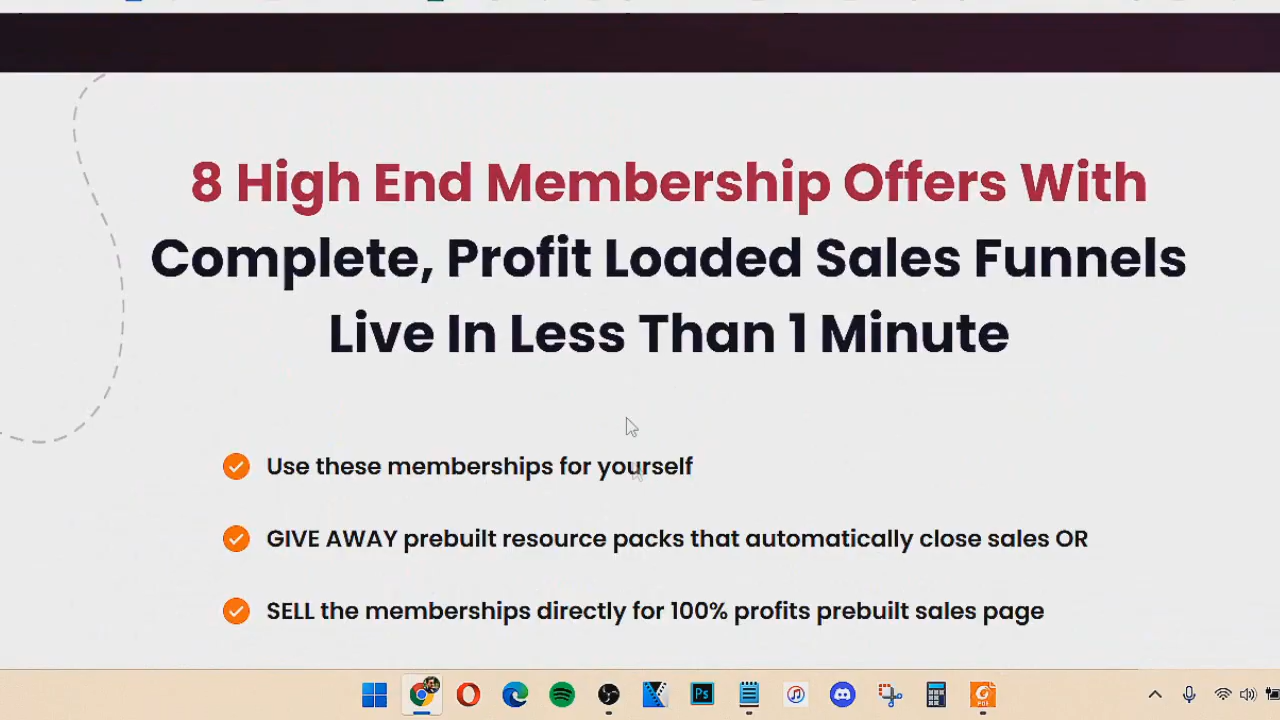 8 High End Membership Offers With
Complete, Profit Loaded Sales Funnels
Live In Less Than 1 Minute
Use these memberships for yourself
GIVE AWAY prebuilt resource packs that automatically close sales OR
SELL the memberships directly for 100% profits prebuilt sales page
Ps
PDF